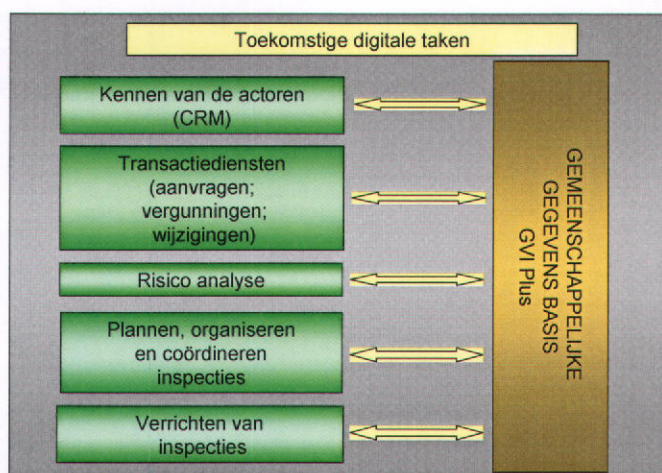 Toekomstige digitale taken
Kennen van de actoren
(CRM)
Transactiediensten
(aanvragen;
vergunningen;
wijzigingen)
Risico analyse
Plannen, organiseren
en coördineren
inspecties
Verrichten van
inspecties
GEMEENSCHAPPELIJKE
GEGEVENS BASIS
GVI Plus